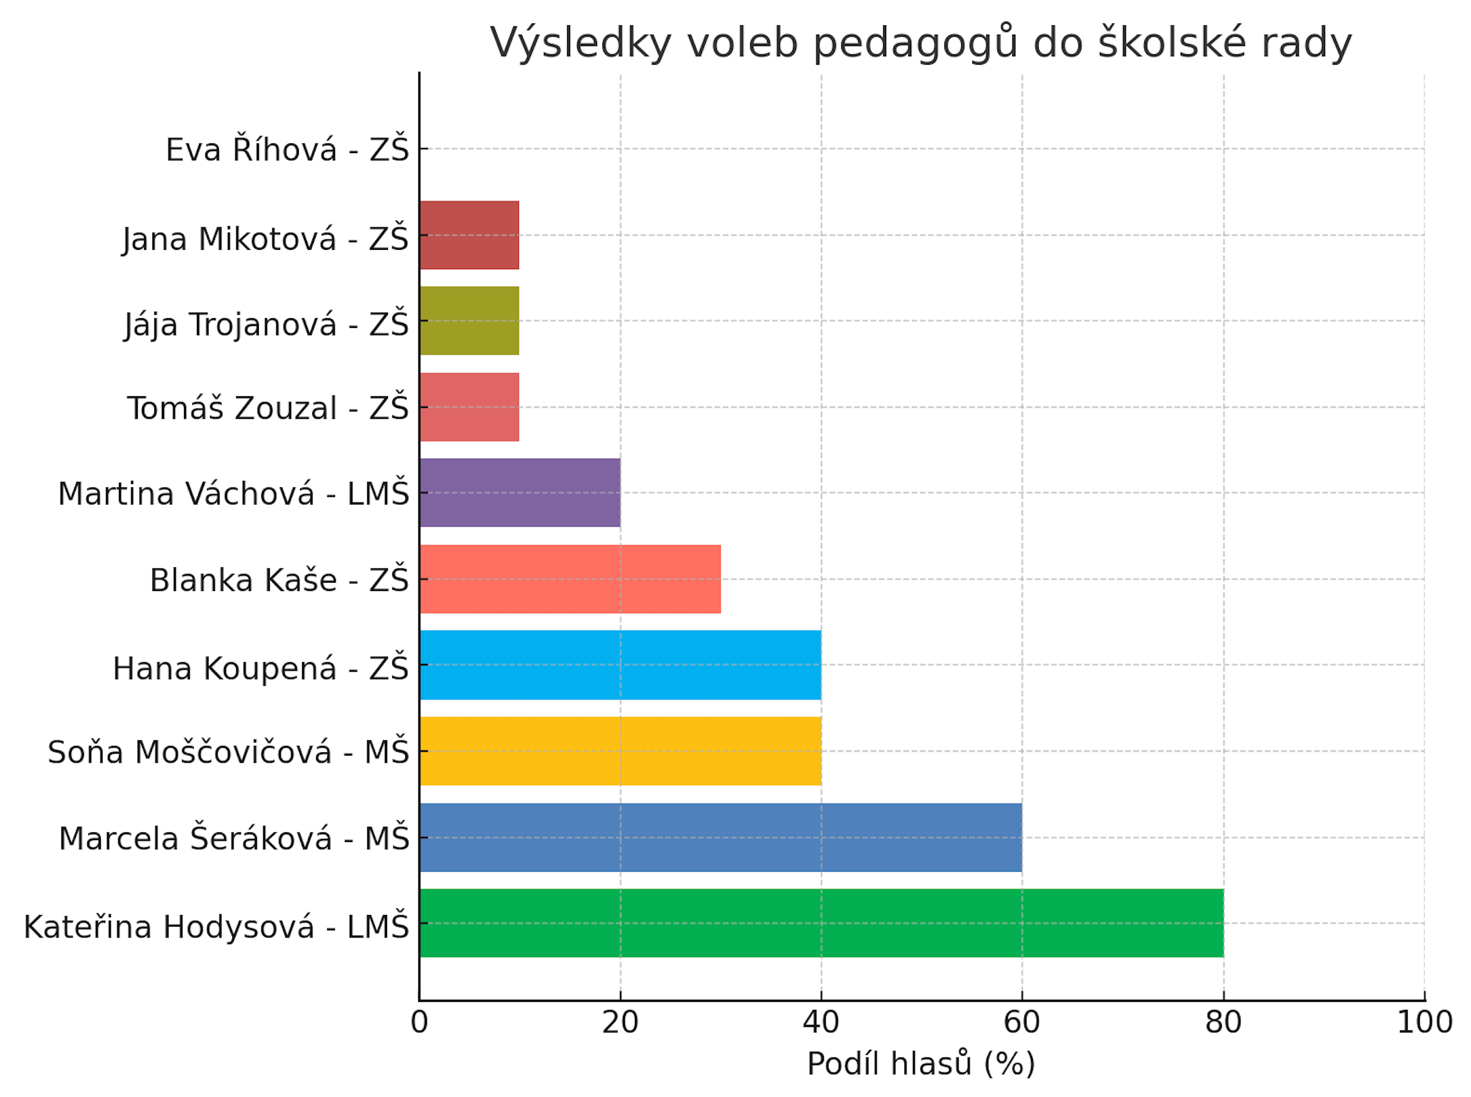 Výsledky voleb pedagogů do školské rady
Eva Říhová - ZŠ
Jana Mikotová - ZŠ
Jája Trojanová - ZŠ
Tomáš Zouzal - ZŠ
Martina Váchová - LMŠ
Blanka Kaše - ZŠ
Hana Koupená - ZŠ
Soňa Moščovičová - MŠ
Marcela Šeráková - MŠ
Kateřina Hodysová - LMŠ
0 20 40 60 80 100
Podíl hlasů (%)